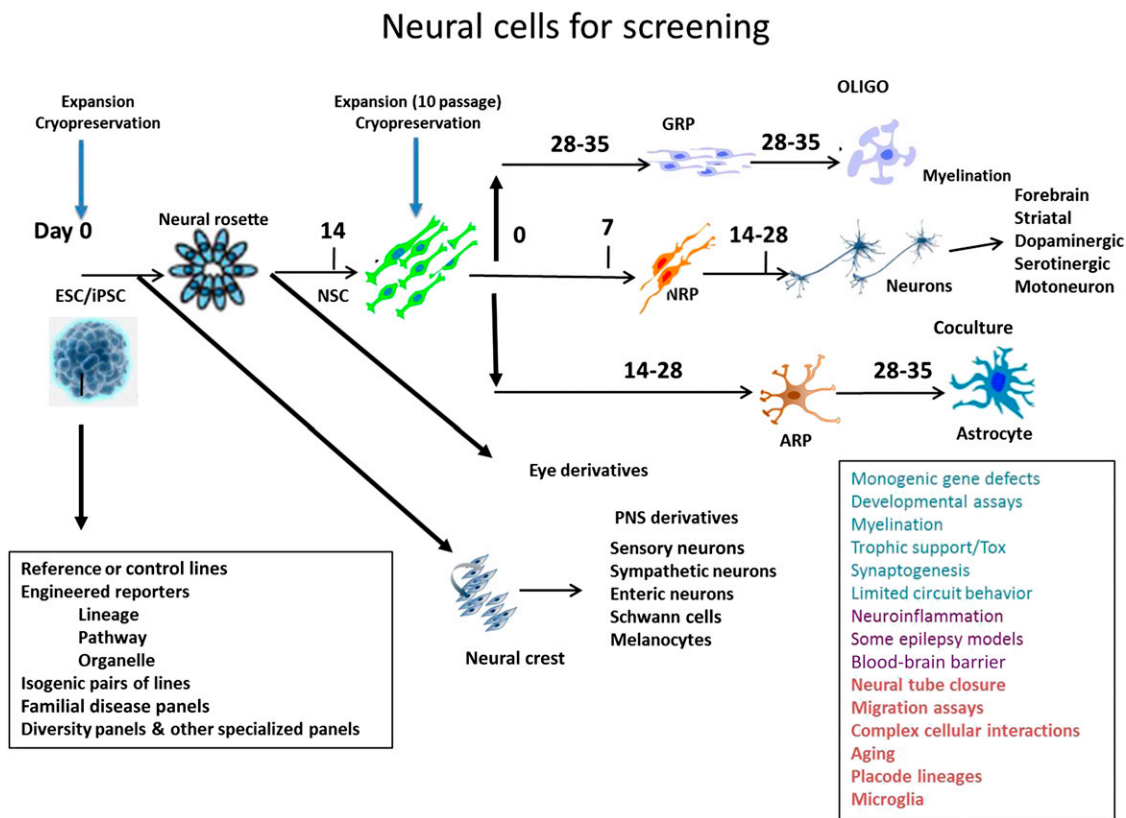 Neural cells for screening
Expansion
Cryopreservation
Expansion (10 passage)
Cryopreservation
OLIGO
GRP
28-35
28-35
Myelination
Day 0
Neural rosette
14
0
7
14-28
Forebrain
Striatal
Dopaminergic
Serotinergic
Motoneuron
ESC/iPSC
NSC
NRP
Neurons
Coculture
14-28
28-35
ARP
Astrocyte
Eye derivatives
PNS derivatives
Sensory neurons
Sympathetic neurons
Enteric neurons
Schwann cells
Melanocytes
Neural crest
Reference or control lines
Engineered reporters
Lineage
Pathway
Organelle
Isogenic pairs of lines
Familial disease panels
Diversity panels & other specialized panels
Monogenic gene defects
Developmental assays
Myelination
Trophic support/Tox
Synaptogenesis
Limited circuit behavior
Neuroinflammation
Some epilepsy models
Blood-brain barrier
Neural tube closure
Migration assays
Complex cellular interactions
Aging
Placode lineages
Microglia